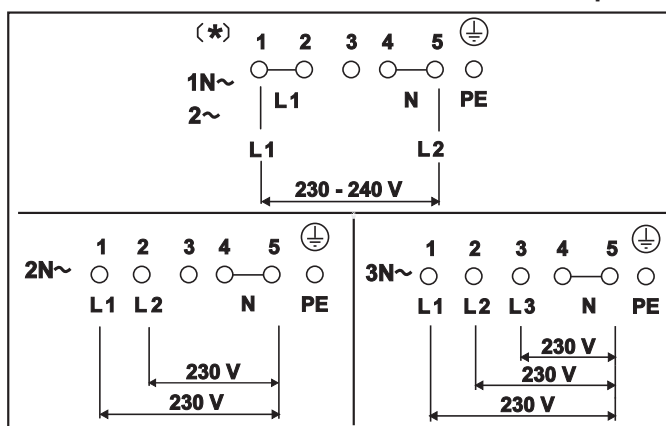 (*) 1 2 3 4 5
1N~ L1 N PE
2~
L1 L2
230 - 240 V
1 2 3 4 5
2N~
L1 L2 N PE
230 V
230 V
1 2 3 4 5
3N~
L1 L2 L3 N PE
230 V
230 V
230 V